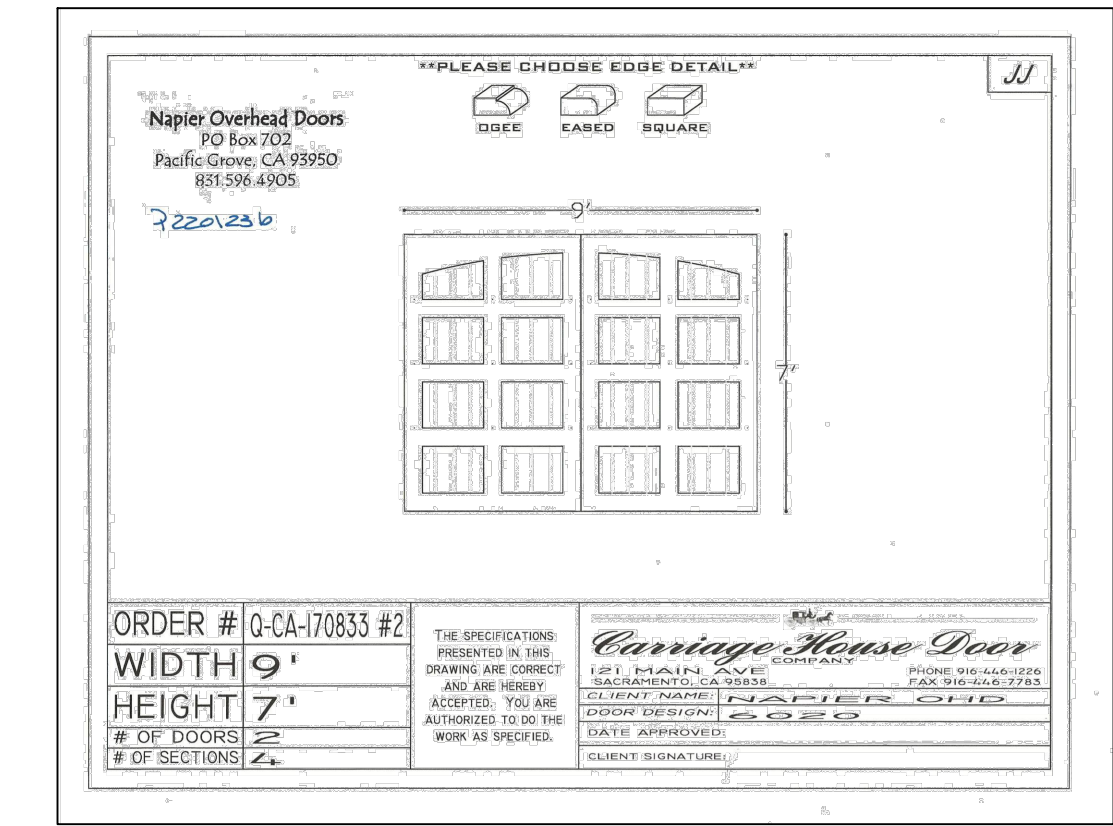 **PLEASE CHOOSE EDGE DETAIL**
JJ
OGEE EASED SQUARE
Napier Overhead Doors
PO Box 702
Pacific Grove, CA 93950
831.596.4905
P2201236
9'
7'
ORDER # Q-CA-170833 #2
WIDTH 9'
HEIGHT 7'
# OF DOORS 2
# OF SECTIONS 4
THE SPECIFICATIONS
PRESENTED IN THIS
DRAWING ARE CORRECT
AND ARE HEREBY
ACCEPTED. YOU ARE
AUTHORIZED TO DO THE
WORK AS SPECIFIED.
Carriage House Door
COMPANY
121 MAIN AVE
SACRAMENTO, CA 95838
PHONE 916-446-1226
FAX 916-446-7783
CLIENT NAME: NAPIER OHD
DOOR DESIGN: 6020
DATE APPROVED:
CLIENT SIGNATURE: